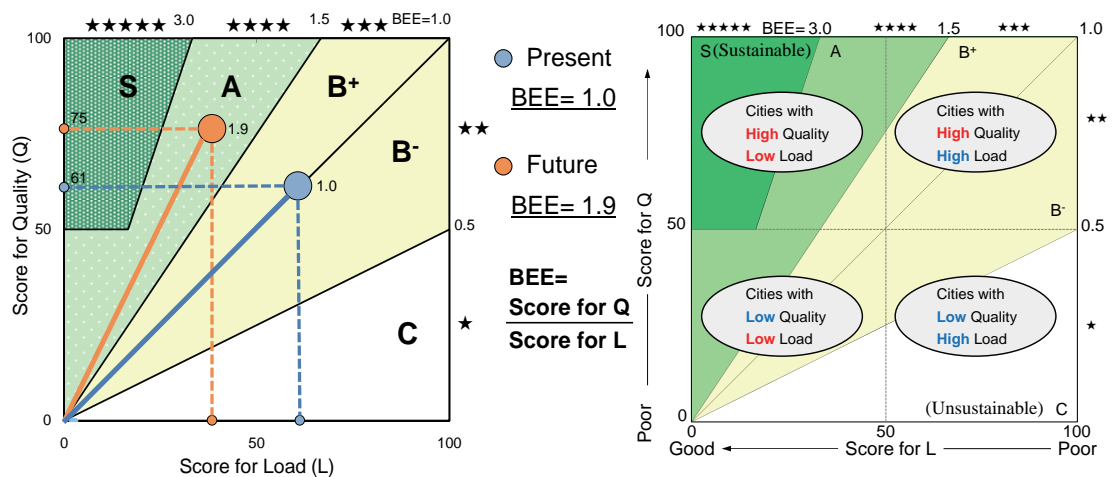 ★★★★★ 3.0 ★★★★ 1.5 ★★★ BEE=1.0
100
S
A
B+
B-
C
75
61
50
0
1.9
1.0
★★
0.5
★
0
50
100
Score for Quality (Q)
Score for Load (L)
Present
BEE= 1.0
Future
BEE= 1.9
BEE=
Score for Q
Score for L
★★★★★ BEE= 3.0 ★★★★ 1.5 ★★★ 1.0
100
S (Sustainable)
A
B+
B-
C
(Unsustainable)
Cities with
High Quality
Low Load
Cities with
High Quality
High Load
★★
50
0.5
Cities with
Low Quality
Low Load
Cities with
Low Quality
High Load
★
0
0
50
100
Poor
Score for Q
Good
Score for L
Poor